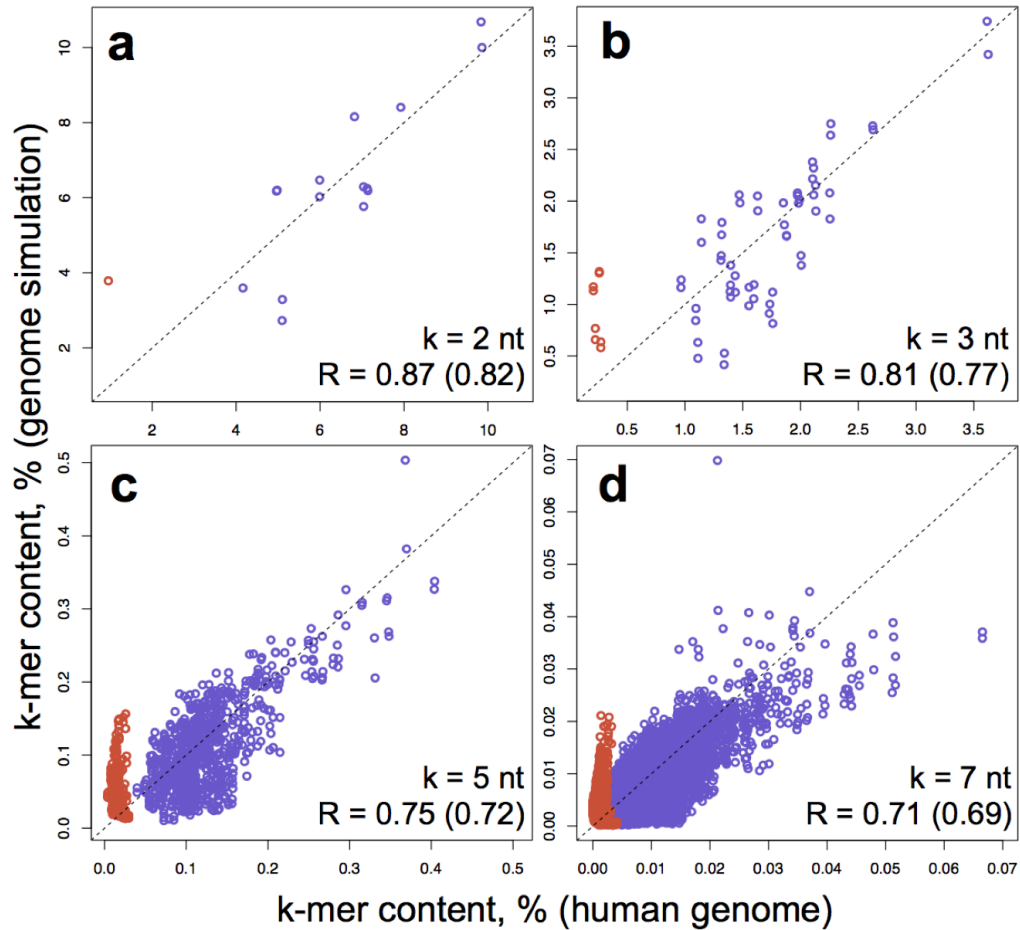 k-mer content, % (genome simulation)
a
10
8
6
4
2
k = 2 nt
R = 0.87 (0.82)
2 4 6 8 10
b
3.5
3.0
2.5
2.0
1.5
1.0
0.5
k = 3 nt
R = 0.81 (0.77)
0.5 1.0 1.5 2.0 2.5 3.0 3.5
c
0.5
0.4
0.3
0.2
0.1
0.0
k = 5 nt
R = 0.75 (0.72)
0.0 0.1 0.2 0.3 0.4 0.5
d
0.07
0.06
0.05
0.04
0.03
0.02
0.01
0.00
k = 7 nt
R = 0.71 (0.69)
0.00 0.01 0.02 0.03 0.04 0.05 0.06 0.07
k-mer content, % (human genome)